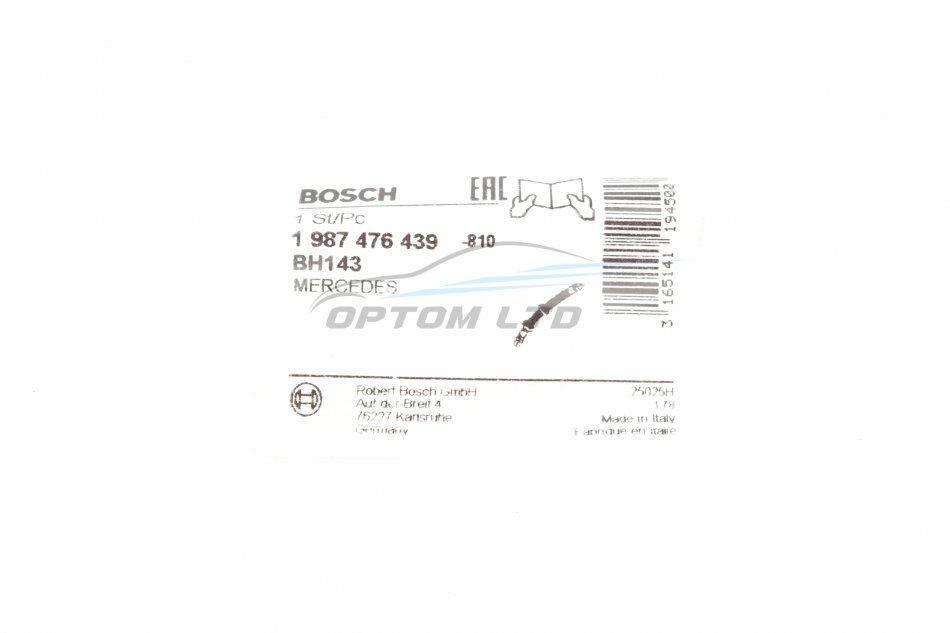 BOSCH
EAC
1 St/Pc
1 987 476 439 -810
BH143
MERCEDES
OPTOM LTD
3 165141 194500
Robert Bosch GmbH
Auf der Breit 4
76227 Karlsruhe
Germany
25025H
178
Made in Italy
Fabriqué en Italie